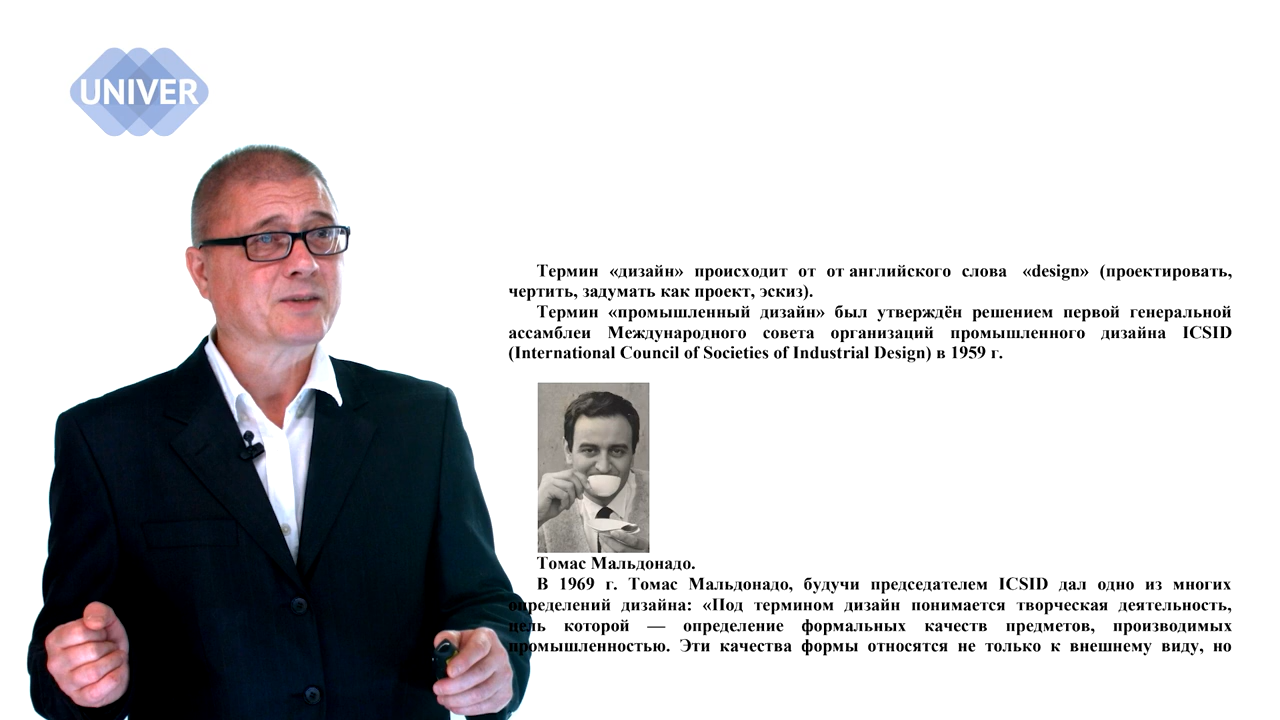 UNIVER
Термин «дизайн» происходит от от английского слова «design» (проектировать,
чертить, задумать как проект, эскиз).
Термин «промышленный дизайн» был утверждён решением первой генеральной
ассамблеи Международного совета организаций промышленного дизайна ICSID
(International Council of Societies of Industrial Design) в 1959 г.
Томас Мальдонадо.
В 1969 г. Томас Мальдонадо, будучи председателем ICSID дал одно из многих
определений дизайна: «Под термином дизайн понимается творческая деятельность,
цель которой — определение формальных качеств предметов, производимых
промышленностью. Эти качества формы относятся не только к внешнему виду, но